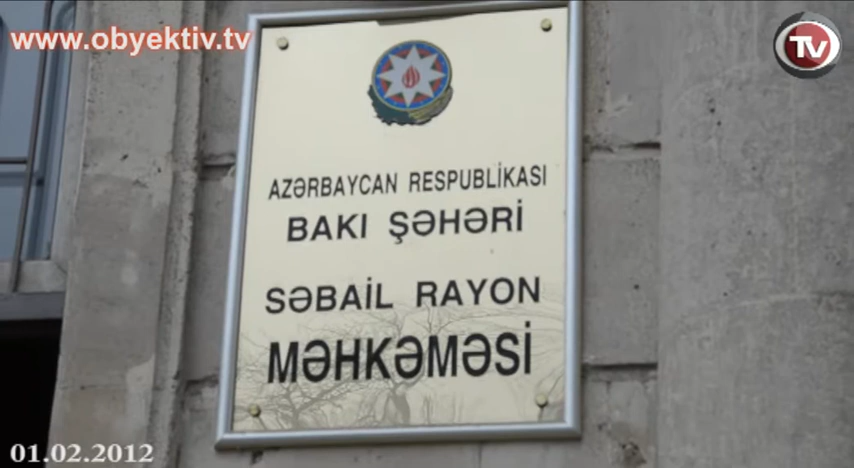 www.obyektiv.tv
TV
AZƏRBAYCAN RESPUBLİKASI
BAKI ŞƏHƏRİ
SƏBAİL RAYON
MƏHKƏMƏSİ
01.02.2012